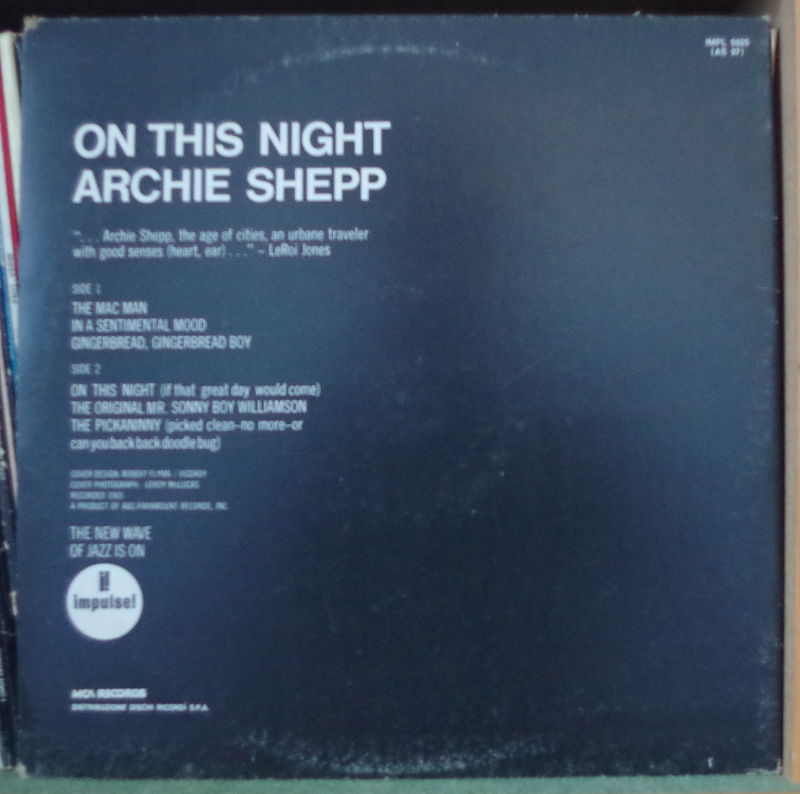 IMPL 5025
(AS 97)
ON THIS NIGHT
ARCHIE SHEPP
". . . Archie Shepp, the age of cities, an urbane traveler
with good senses (heart, ear) . . ." – LeRoi Jones
SIDE 1
THE MAC MAN
IN A SENTIMENTAL MOOD
GINGERBREAD, GINGERBREAD BOY
SIDE 2
ON THIS NIGHT (if that great day would come)
THE ORIGINAL MR. SONNY BOY WILLIAMSON
THE PICKANINNY (picked clean–no more–or
can you back back doodle bug)
COVER DESIGN: ROBERT FLYNN - VICEROY
COVER PHOTOGRAPH: LEROY McLUCAS
RECORDED 1965
A PRODUCT OF ABC-PARAMOUNT RECORDS, INC.
THE NEW WAVE
OF JAZZ IS ON
i!
impulse!
MCA RECORDS
DISTRIBUZIONE DISCHI RICORDI S.P.A.